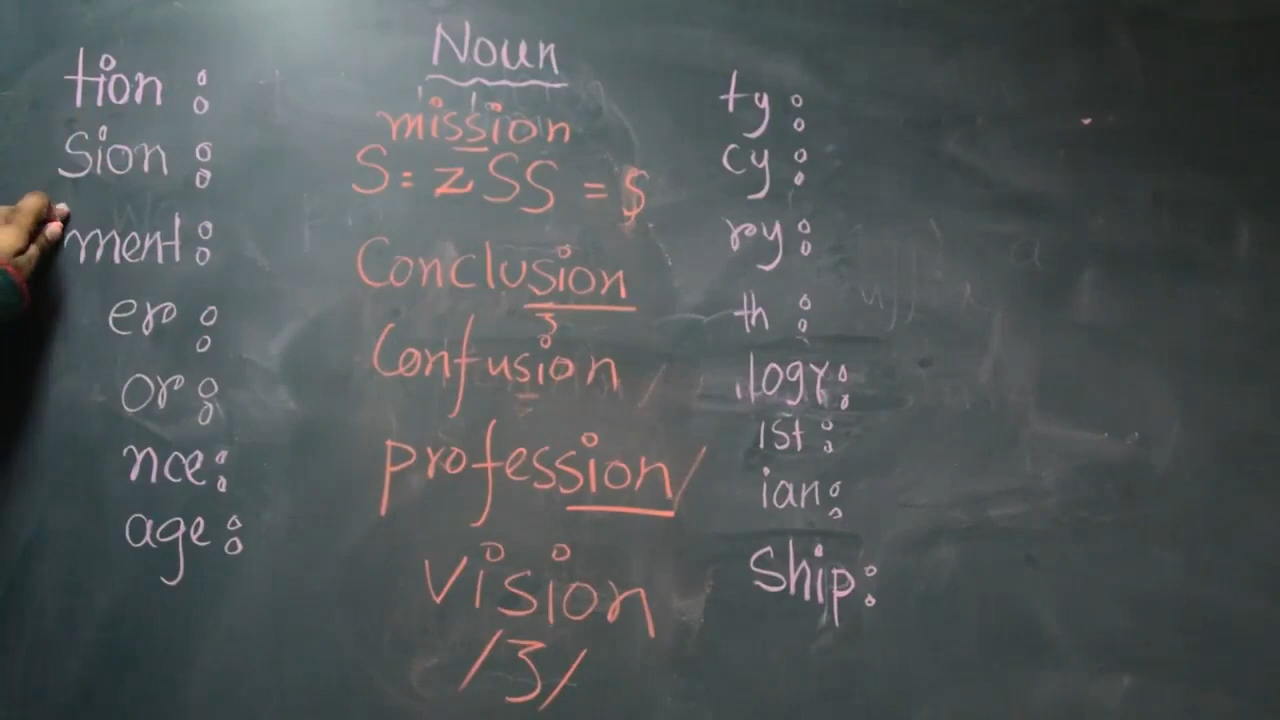 Noun
tion :
sion :
ment :
er :
or :
nce :
age :
mission
S = z SS = ʂ
Conclusion
ʒ
Confusion
profession/
vision
/ʒ/
ty :
cy :
ry :
th :
logy :
ist :
ian :
Ship :